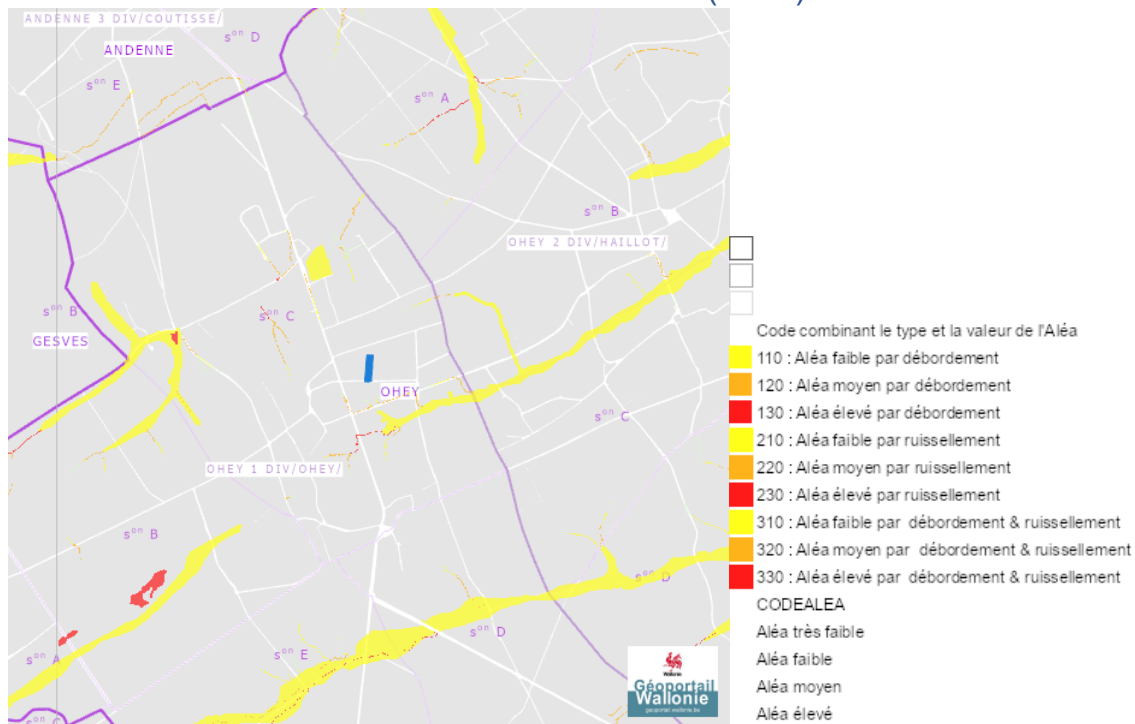 ANDENNE 3 DIV/COUTISSE/
sᵒⁿ D
ANDENNE
sᵒⁿ E
sᵒⁿ A
sᵒⁿ B
OHEY 2 DIV/HAILLOT/
sᵒⁿ B
sᵒⁿ C
GESVES
OHEY
sᵒⁿ C
OHEY 1 DIV/OHEY/
sᵒⁿ B
sᵒⁿ D
sᵒⁿ D
sᵒⁿ E
sᵒⁿ A
Wallonie
Géoportail
Wallonie
geoportail.wallonie.be
Code combinant le type et la valeur de l'Aléa
110 : Aléa faible par débordement
120 : Aléa moyen par débordement
130 : Aléa élevé par débordement
210 : Aléa faible par ruissellement
220 : Aléa moyen par ruissellement
230 : Aléa élevé par ruissellement
310 : Aléa faible par débordement & ruissellement
320 : Aléa moyen par débordement & ruissellement
330 : Aléa élevé par débordement & ruissellement
CODEALEA
Aléa très faible
Aléa faible
Aléa moyen
Aléa élevé